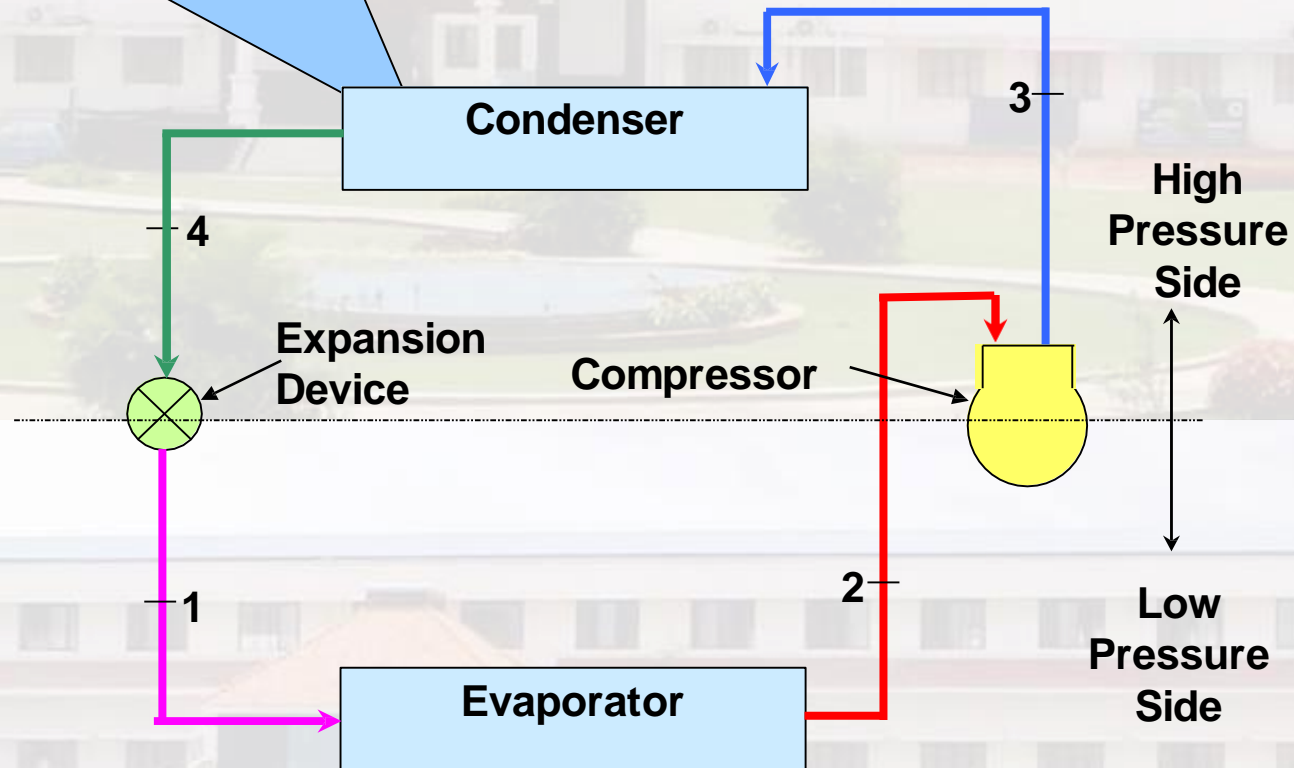 Condenser
3
High
Pressure
Side
4
Expansion
Device
Compressor
1
2
Low
Pressure
Side
Evaporator